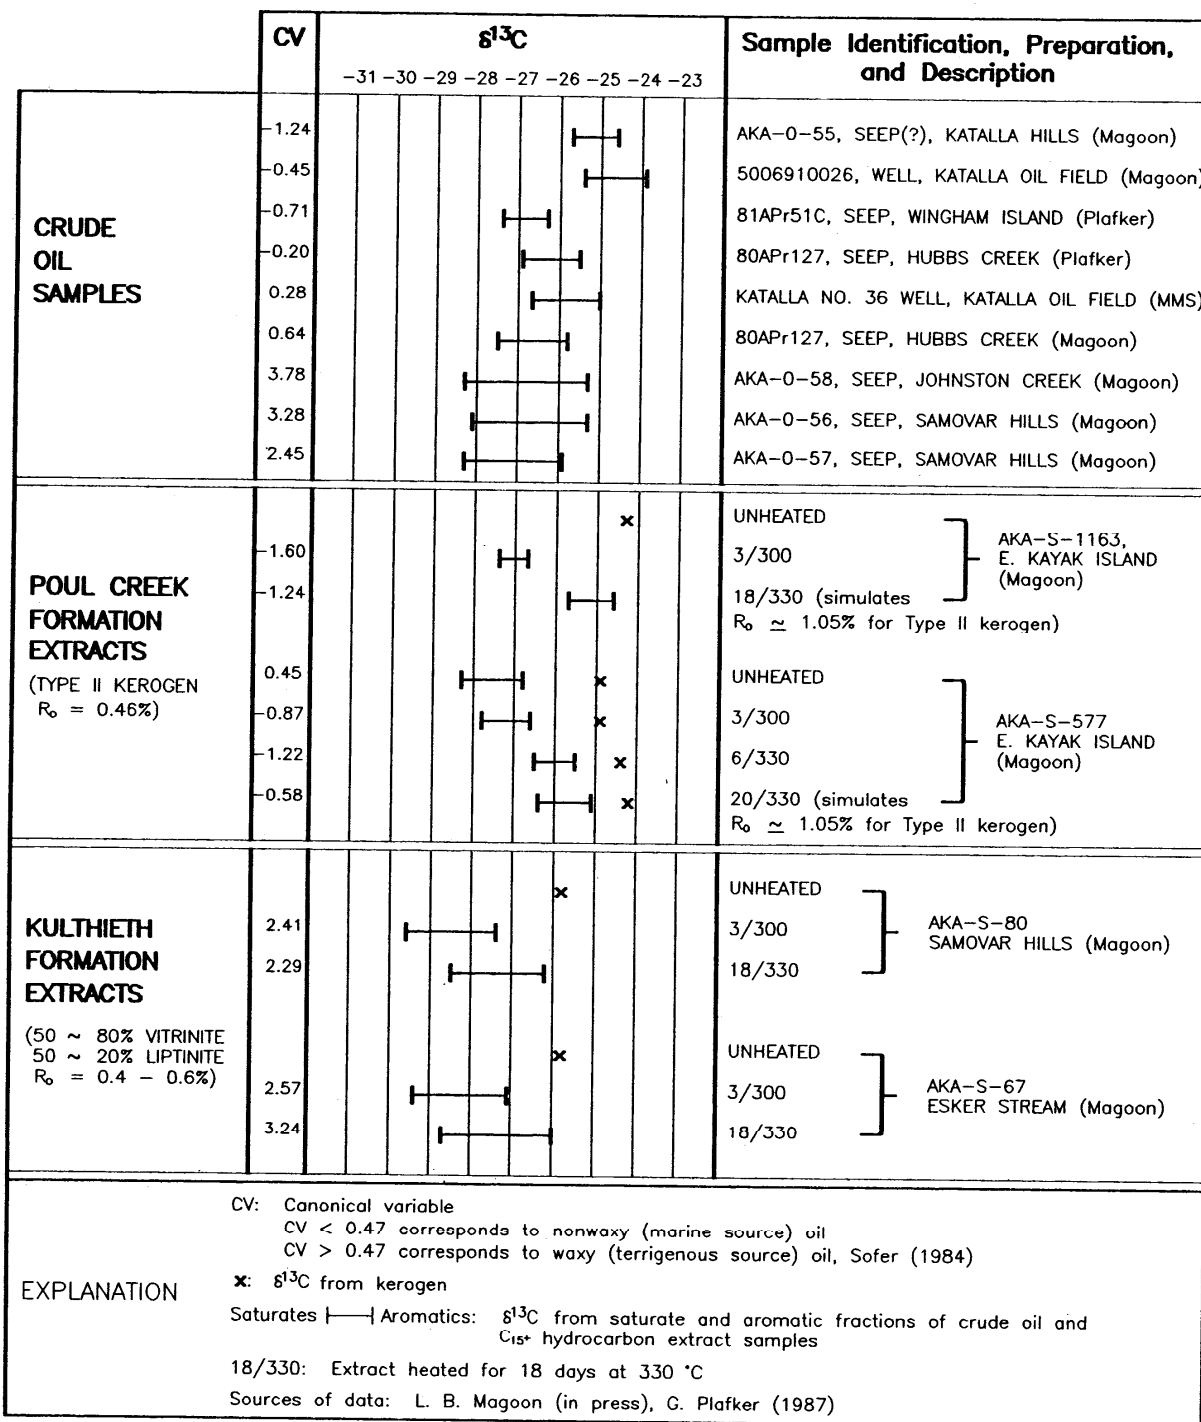 CV δ¹³C Sample Identification, Preparation, and Description
−31 −30 −29 −28 −27 −26 −25 −24 −23
CRUDE
OIL
SAMPLES
−1.24 AKA−0−55, SEEP(?), KATALLA HILLS (Magoon)
−0.45 5006910026, WELL, KATALLA OIL FIELD (Magoon)
−0.71 81APr51C, SEEP, WINGHAM ISLAND (Plafker)
−0.20 80APr127, SEEP, HUBBS CREEK (Plafker)
0.28 KATALLA NO. 36 WELL, KATALLA OIL FIELD (MMS)
0.64 80APr127, SEEP, HUBBS CREEK (Magoon)
3.78 AKA−0−58, SEEP, JOHNSTON CREEK (Magoon)
3.28 AKA−0−56, SEEP, SAMOVAR HILLS (Magoon)
2.45 AKA−0−57, SEEP, SAMOVAR HILLS (Magoon)
POUL CREEK
FORMATION
EXTRACTS
(TYPE II KEROGEN
R₀ = 0.46%)
x UNHEATED
−1.60 3/300
−1.24 18/330 (simulates
R₀ ≃ 1.05% for Type II kerogen)
AKA−S−1163,
E. KAYAK ISLAND
(Magoon)
0.45 x UNHEATED
−0.87 x 3/300
−1.22 x 6/330
−0.58 x 20/330 (simulates
R₀ ≃ 1.05% for Type II kerogen)
AKA−S−577
E. KAYAK ISLAND
(Magoon)
KULTHIETH
FORMATION
EXTRACTS
(50 ~ 80% VITRINITE
50 ~ 20% LIPTINITE
R₀ = 0.4 − 0.6%)
x UNHEATED
2.41 3/300
2.29 18/330
AKA−S−80
SAMOVAR HILLS (Magoon)
x UNHEATED
2.57 3/300
3.24 18/330
AKA−S−67
ESKER STREAM (Magoon)
EXPLANATION
CV: Canonical variable
CV < 0.47 corresponds to nonwaxy (marine source) oil
CV > 0.47 corresponds to waxy (terrigenous source) oil, Sofer (1984)
x: δ¹³C from kerogen
Saturates Aromatics: δ¹³C from saturate and aromatic fractions of crude oil and
C₁₅₊ hydrocarbon extract samples
18/330: Extract heated for 18 days at 330 °C
Sources of data: L. B. Magoon (in press), G. Plafker (1987)